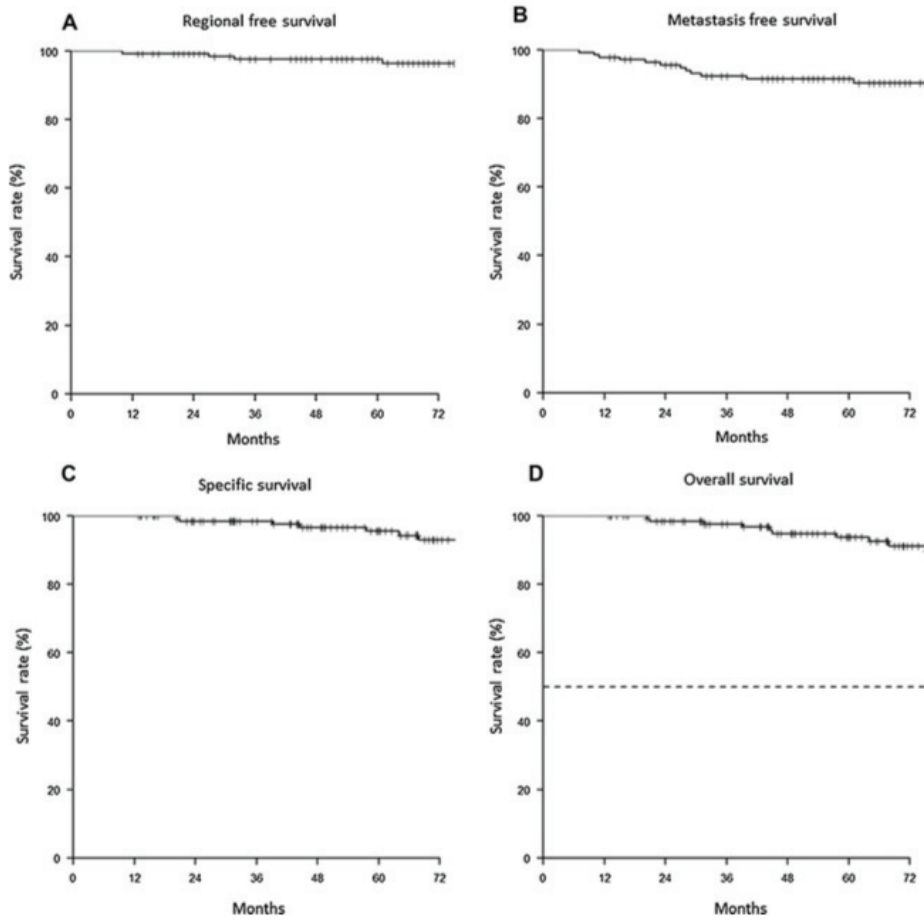 A
Regional free survival
100
80
60
40
20
0
Survival rate (%)
0 12 24 36 48 60 72
Months
B
Metastasis free survival
100
80
60
40
20
0
Survival rate (%)
0 12 24 36 48 60 72
Months
C
Specific survival
100
80
60
40
20
0
Survival rate (%)
0 12 24 36 48 60 72
Months
D
Overall survival
100
80
60
40
20
0
Survival rate (%)
0 12 24 36 48 60 72
Months